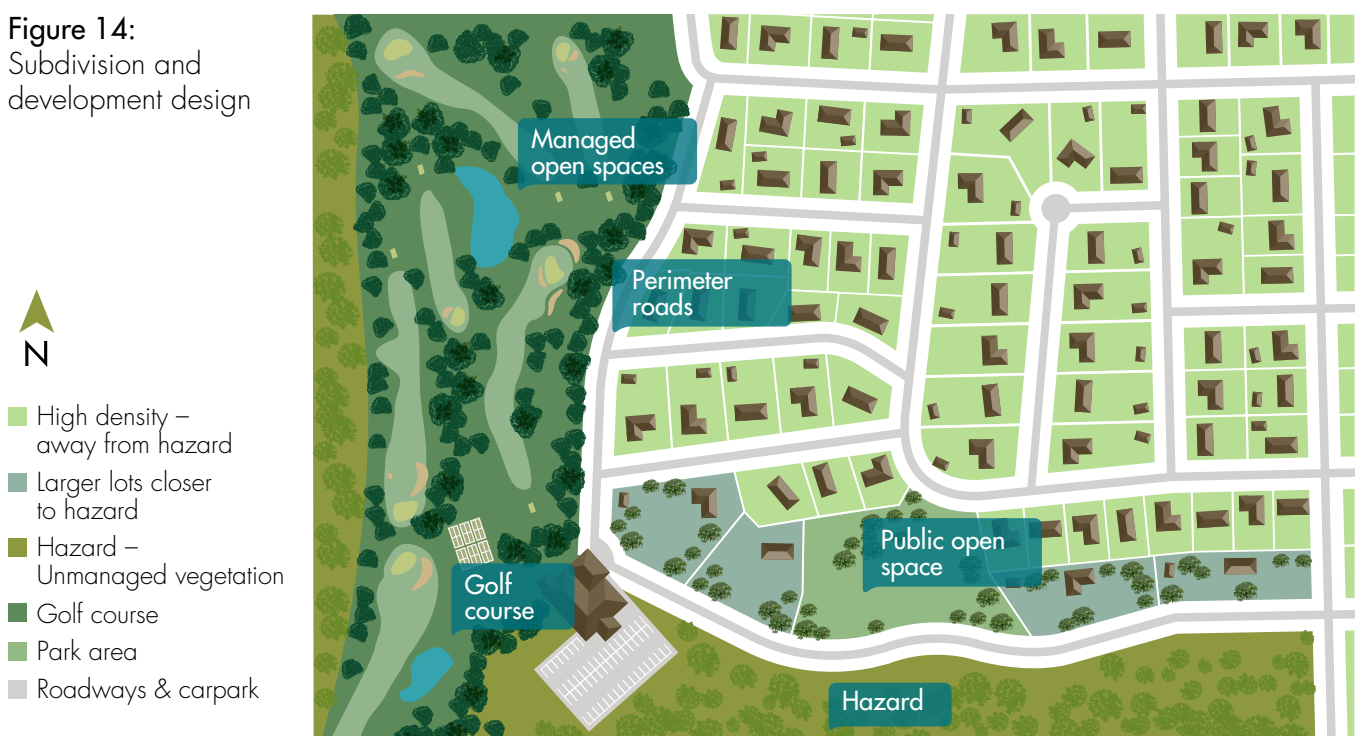 Figure 14:
Subdivision and
development design
N
High density –
away from hazard
Larger lots closer
to hazard
Hazard –
Unmanaged vegetation
Golf course
Park area
Roadways & carpark
Managed
open spaces
Perimeter
roads
Public open
space
Golf
course
Hazard